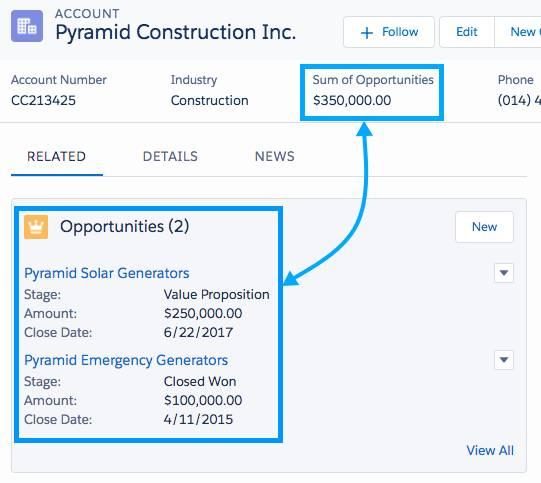 ACCOUNT
Pyramid Construction Inc.
+ Follow
Edit
New
Account Number
Industry
Sum of Opportunities
Phone
CC213425
Construction
$350,000.00
(014) 4
RELATED
DETAILS
NEWS
Opportunities (2)
New
Pyramid Solar Generators
Stage: Value Proposition
Amount: $250,000.00
Close Date: 6/22/2017
Pyramid Emergency Generators
Stage: Closed Won
Amount: $100,000.00
Close Date: 4/11/2015
View All